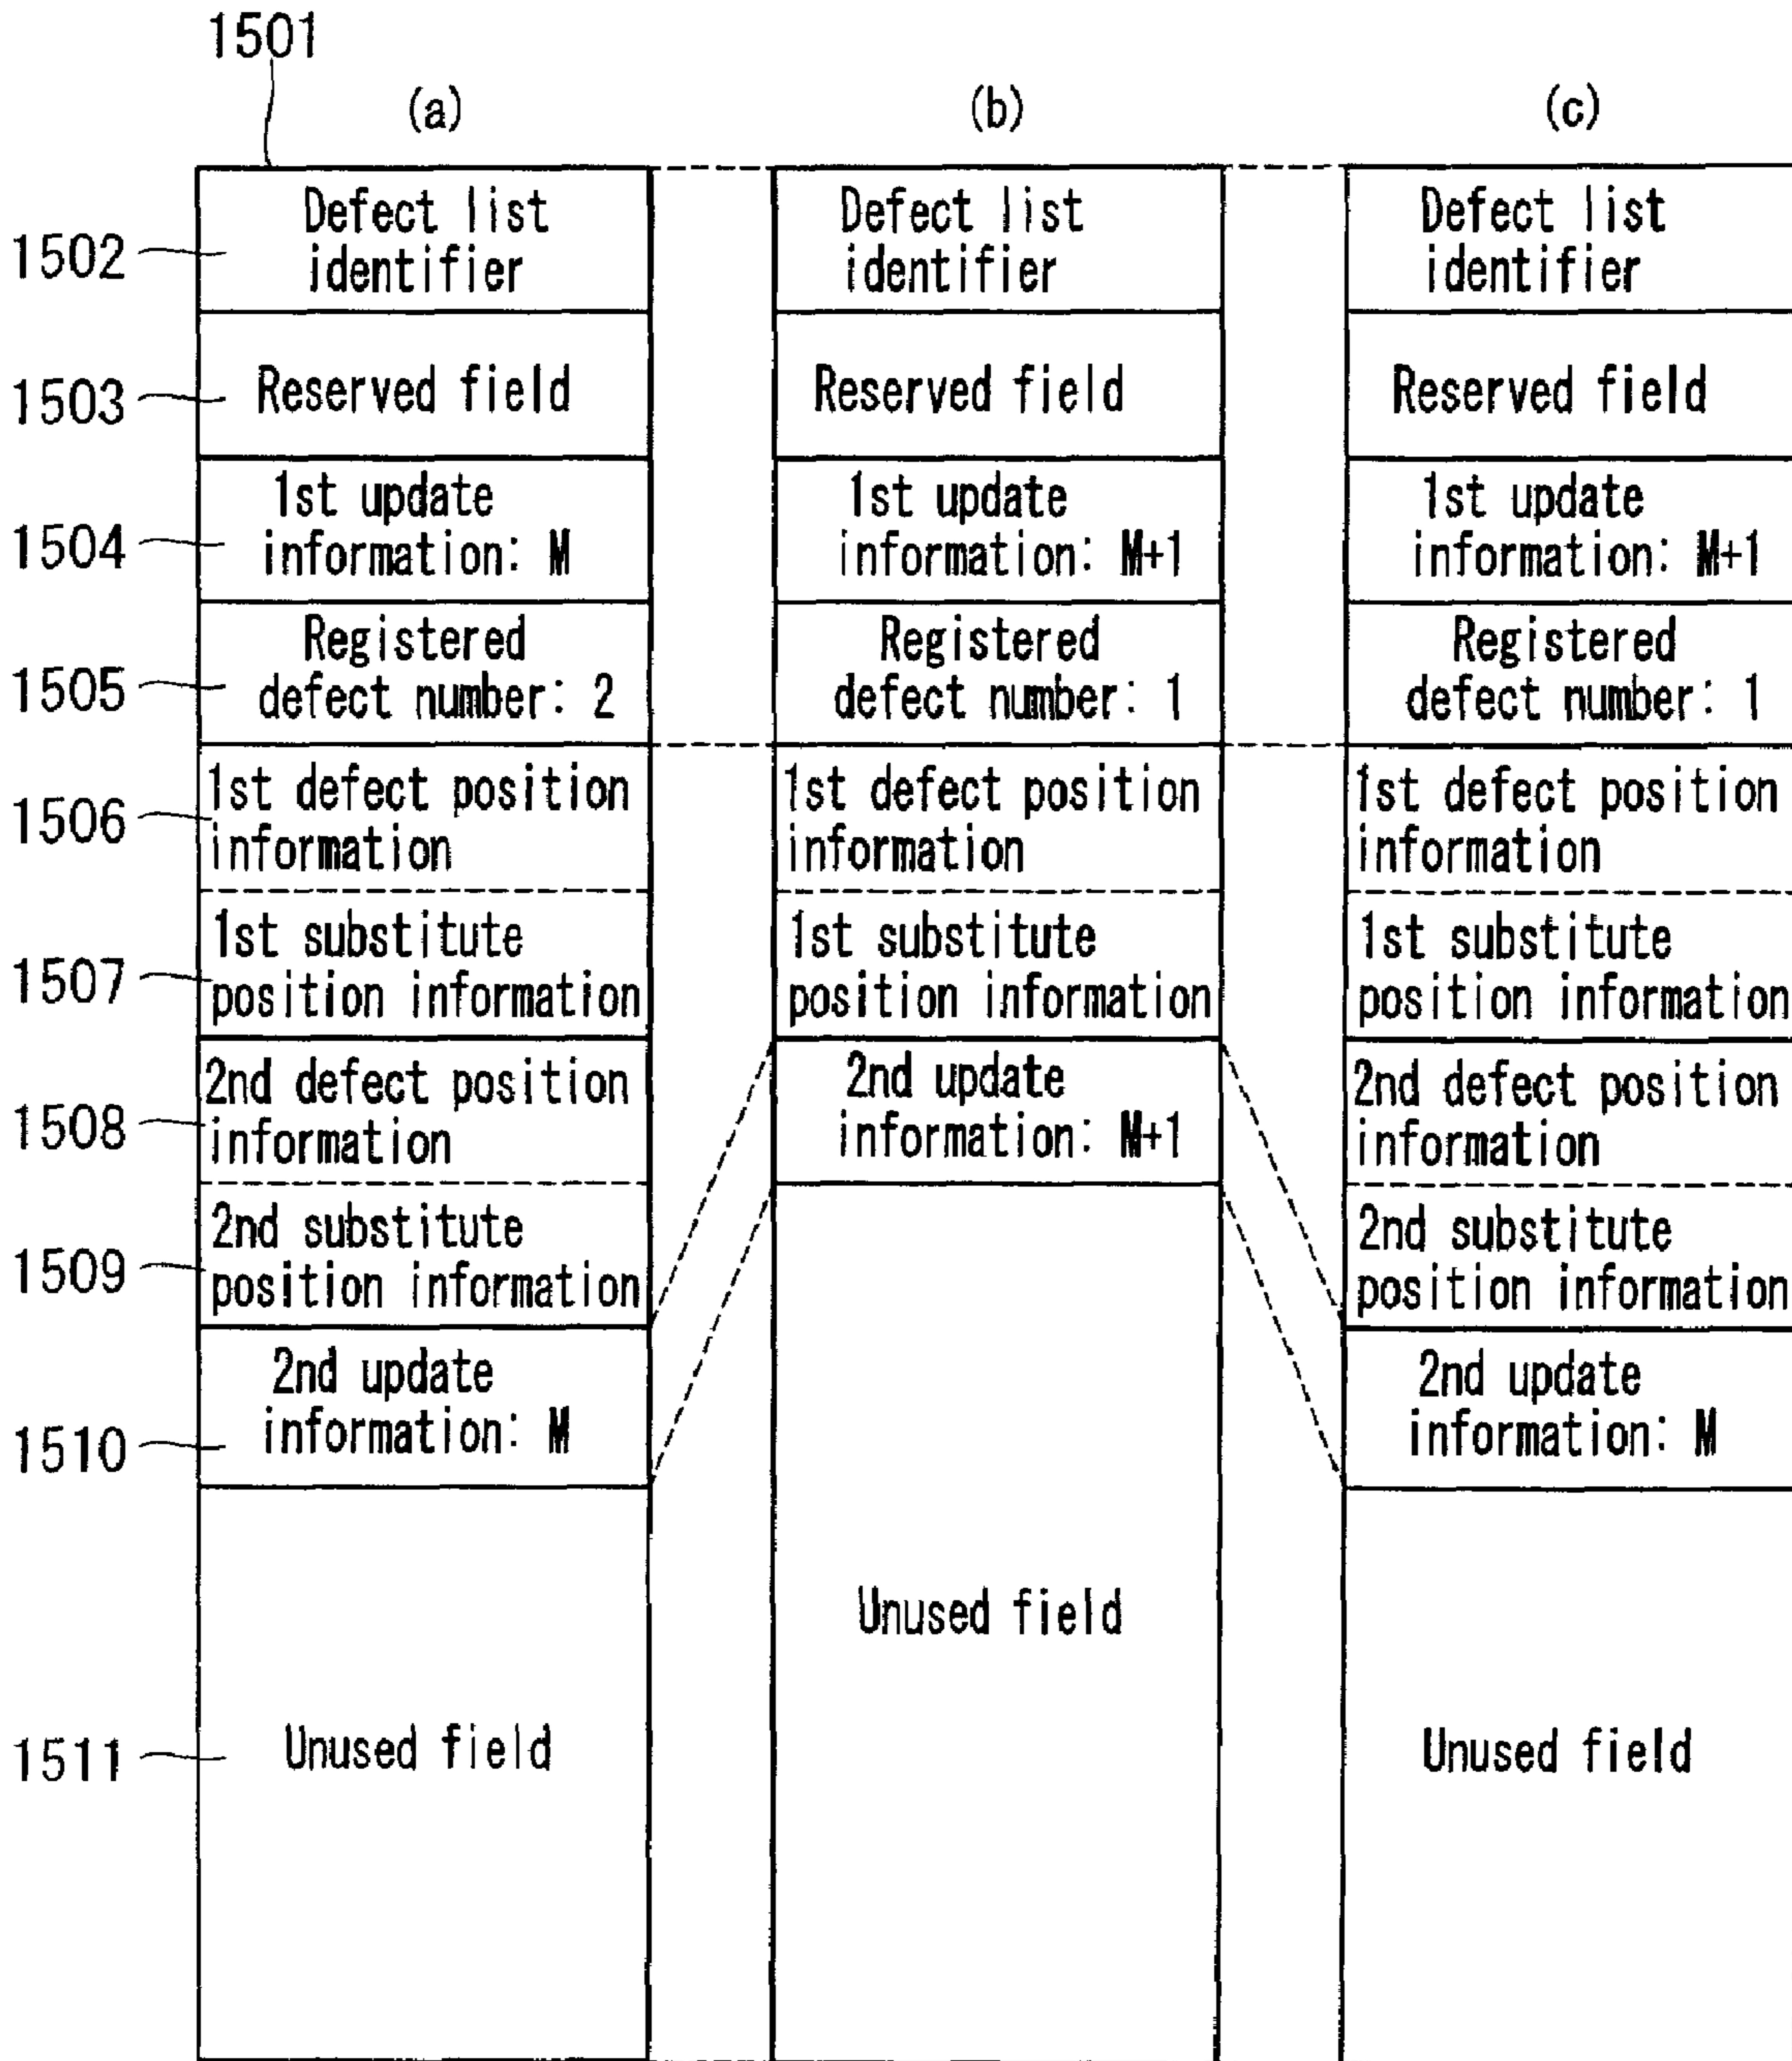 1501
(a)
(b)
(c)
1502
Defect list
identifier
Defect list
identifier
Defect list
identifier
1503
Reserved field
Reserved field
Reserved field
1504
1st update
information: M
1st update
information: M+1
1st update
information: M+1
1505
Registered
defect number: 2
Registered
defect number: 1
Registered
defect number: 1
1506
1st defect position
information
1st defect position
information
1st defect position
information
1507
1st substitute
position information
1st substitute
position information
1st substitute
position information
1508
2nd defect position
information
2nd update
information: M+1
2nd defect position
information
1509
2nd substitute
position information
2nd substitute
position information
1510
2nd update
information: M
2nd update
information: M
Unused field
1511
Unused field
Unused field